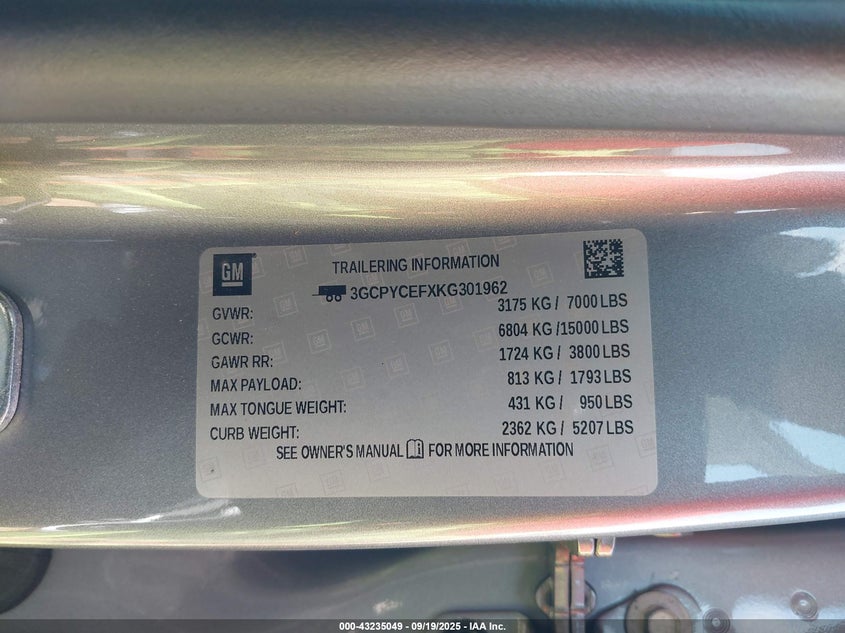 GM
TRAILERING INFORMATION
3GCPYCEFXKG301962
GVWR: 3175 KG / 7000 LBS
GCWR: 6804 KG /15000 LBS
GAWR RR: 1724 KG / 3800 LBS
MAX PAYLOAD: 813 KG / 1793 LBS
MAX TONGUE WEIGHT: 431 KG / 950 LBS
CURB WEIGHT: 2362 KG / 5207 LBS
SEE OWNER'S MANUAL FOR MORE INFORMATION
000-43235049 - 09/19/2025 - IAA Inc.